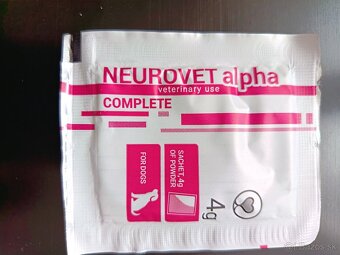 NEUROVET alpha
veterinary use
COMPLETE
SACHET, 4g
OF POWDER
FOR DOGS
4g